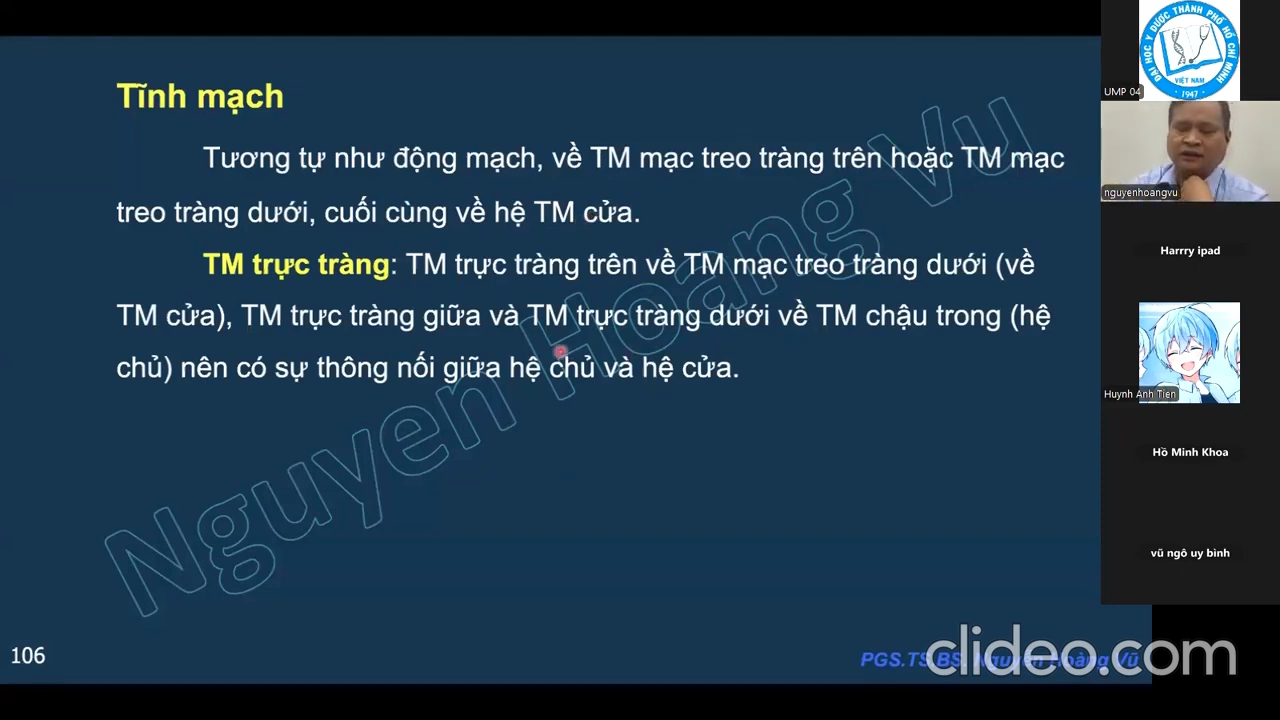 Tĩnh mạch
Tương tự như động mạch, về TM mạc treo tràng trên hoặc TM mạc
treo tràng dưới, cuối cùng về hệ TM cửa.
TM trực tràng: TM trực tràng trên về TM mạc treo tràng dưới (về
TM cửa), TM trực tràng giữa và TM trực tràng dưới về TM chậu trong (hệ
chủ) nên có sự thông nối giữa hệ chủ và hệ cửa.
Nguyen Hoang Vu
106
PGS.TS.BS. Nguyễn Hoàng Vũ
clideo.com
ĐẠI HỌC Y DƯỢC THÀNH PHỐ HỒ CHÍ MINH
VIỆT NAM
1947
UMP 04
nguyenhoangvu
Harrry ipad
Huynh Anh Tien
Hồ Minh Khoa
vũ ngô uy bình